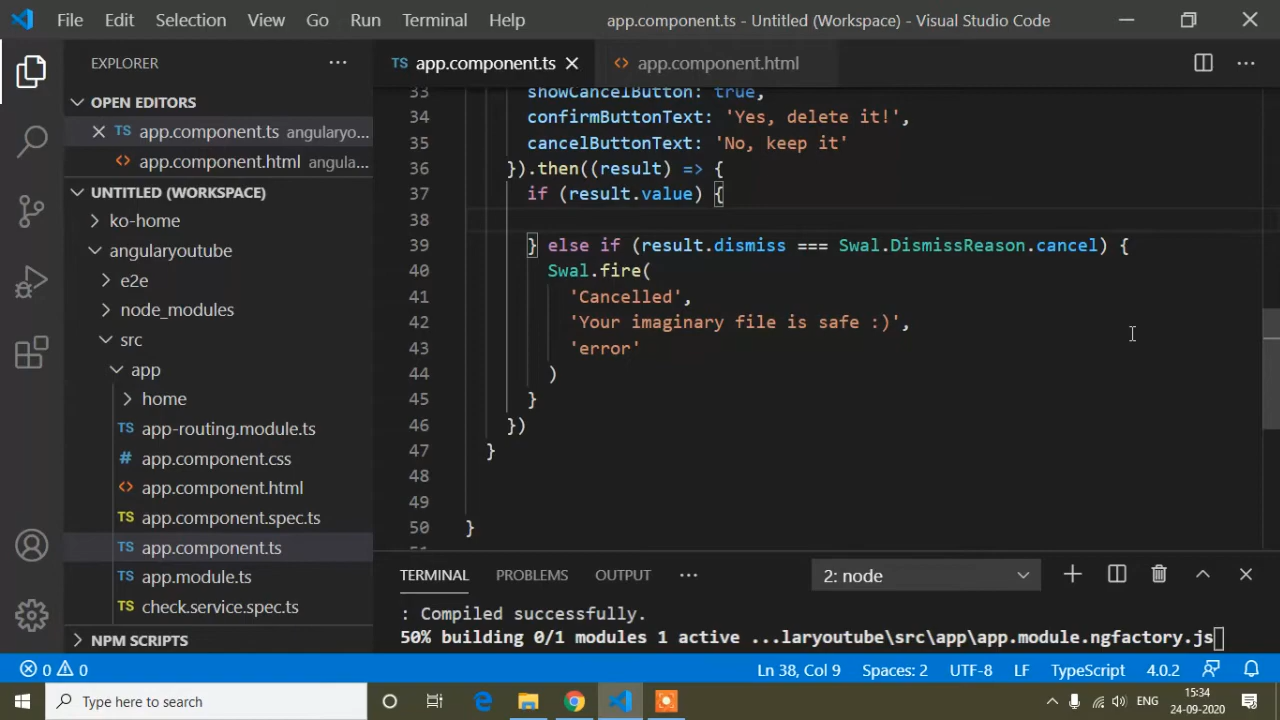 File Edit Selection View Go Run Terminal Help app.component.ts - Untitled (Workspace) - Visual Studio Code
EXPLORER
OPEN EDITORS
app.component.ts angularyo...
app.component.html angula...
UNTITLED (WORKSPACE)
ko-home
angularyoutube
e2e
node_modules
src
app
home
app-routing.module.ts
app.component.css
app.component.html
app.component.spec.ts
app.component.ts
app.module.ts
check.service.spec.ts
NPM SCRIPTS
app.component.ts app.component.html
33 showCancelButton: true,
34 confirmButtonText: 'Yes, delete it!',
35 cancelButtonText: 'No, keep it'
36 }).then((result) => {
37 if (result.value) {
38
39 } else if (result.dismiss === Swal.DismissReason.cancel) {
40 Swal.fire(
41 'Cancelled',
42 'Your imaginary file is safe :)',
43 'error'
44 )
45 }
46 })
47 }
48
49
50 }
TERMINAL PROBLEMS OUTPUT 2: node
: Compiled successfully.
50% building 0/1 modules 1 active ...laryoutube\src\app\app.module.ngfactory.js
0 0 Ln 38, Col 9 Spaces: 2 UTF-8 LF TypeScript 4.0.2
Type here to search ENG 15:34
24-09-2020